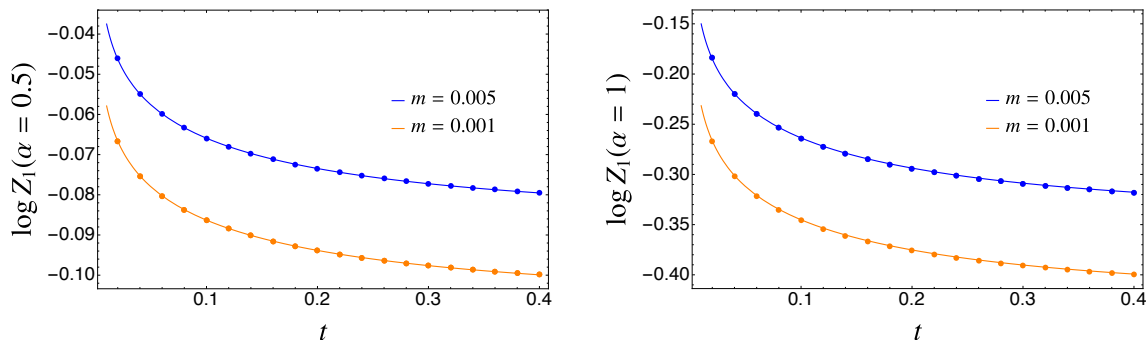 log Z₁(α = 0.5)
−0.04
−0.05
−0.06
−0.07
−0.08
−0.09
−0.10
0.1
0.2
0.3
0.4
t
m = 0.005
m = 0.001
log Z₁(α = 1)
−0.15
−0.20
−0.25
−0.30
−0.35
−0.40
0.1
0.2
0.3
0.4
t
m = 0.005
m = 0.001